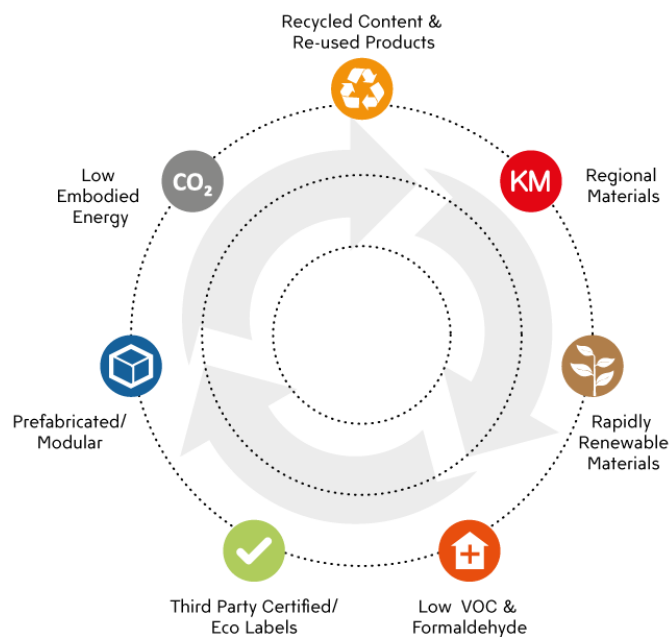 Recycled Content &
Re-used Products
KM
Regional
Materials
Rapidly
Renewable
Materials
Low VOC &
Formaldehyde
Third Party Certified/
Eco Labels
Prefabricated/
Modular
CO₂
Low
Embodied
Energy